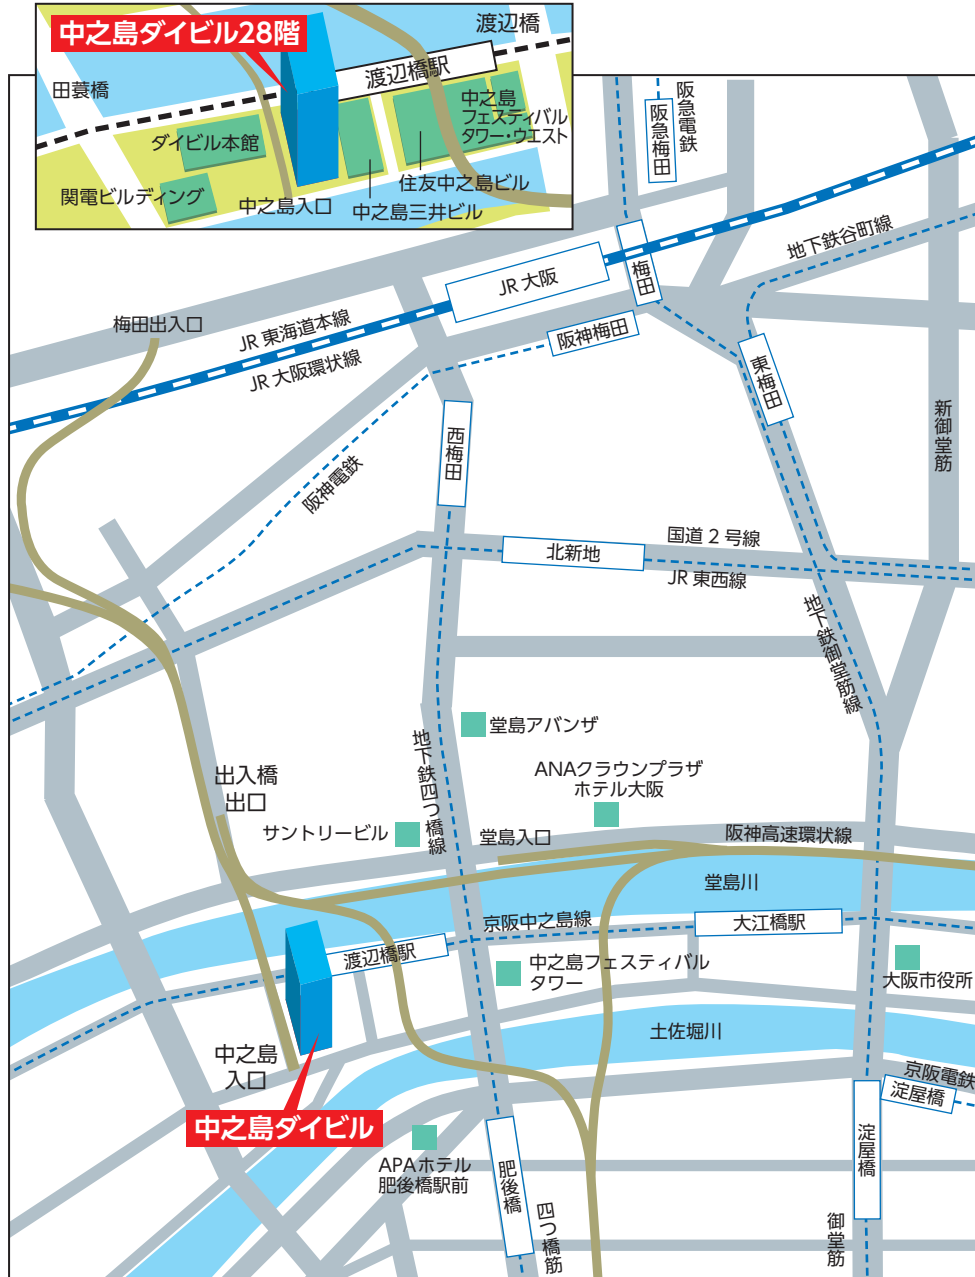 中之島ダイビル28階
渡辺橋
田蓑橋
渡辺橋駅
中之島
フェスティバル
タワー・ウエスト
ダイビル本館
関電ビルディング
中之島入口
住友中之島ビル
中之島三井ビル
阪急電鉄
阪急梅田
地下鉄谷町線
梅田
JR 大阪
梅田出入口
JR 東海道本線
JR 大阪環状線
阪神梅田
東梅田
新御堂筋
西梅田
阪神電鉄
国道 2 号線
北新地
JR 東西線
地下鉄御堂筋線
堂島アバンザ
地下鉄四つ橋線
ANAクラウンプラザ
ホテル大阪
出入橋
出口
サントリービル
堂島入口
阪神高速環状線
堂島川
京阪中之島線
大江橋駅
渡辺橋駅
中之島フェスティバル
タワー
大阪市役所
土佐堀川
中之島
入口
京阪電鉄
淀屋橋
中之島ダイビル
淀屋橋
APAホテル
肥後橋駅前
肥後橋
四つ橋筋
御堂筋